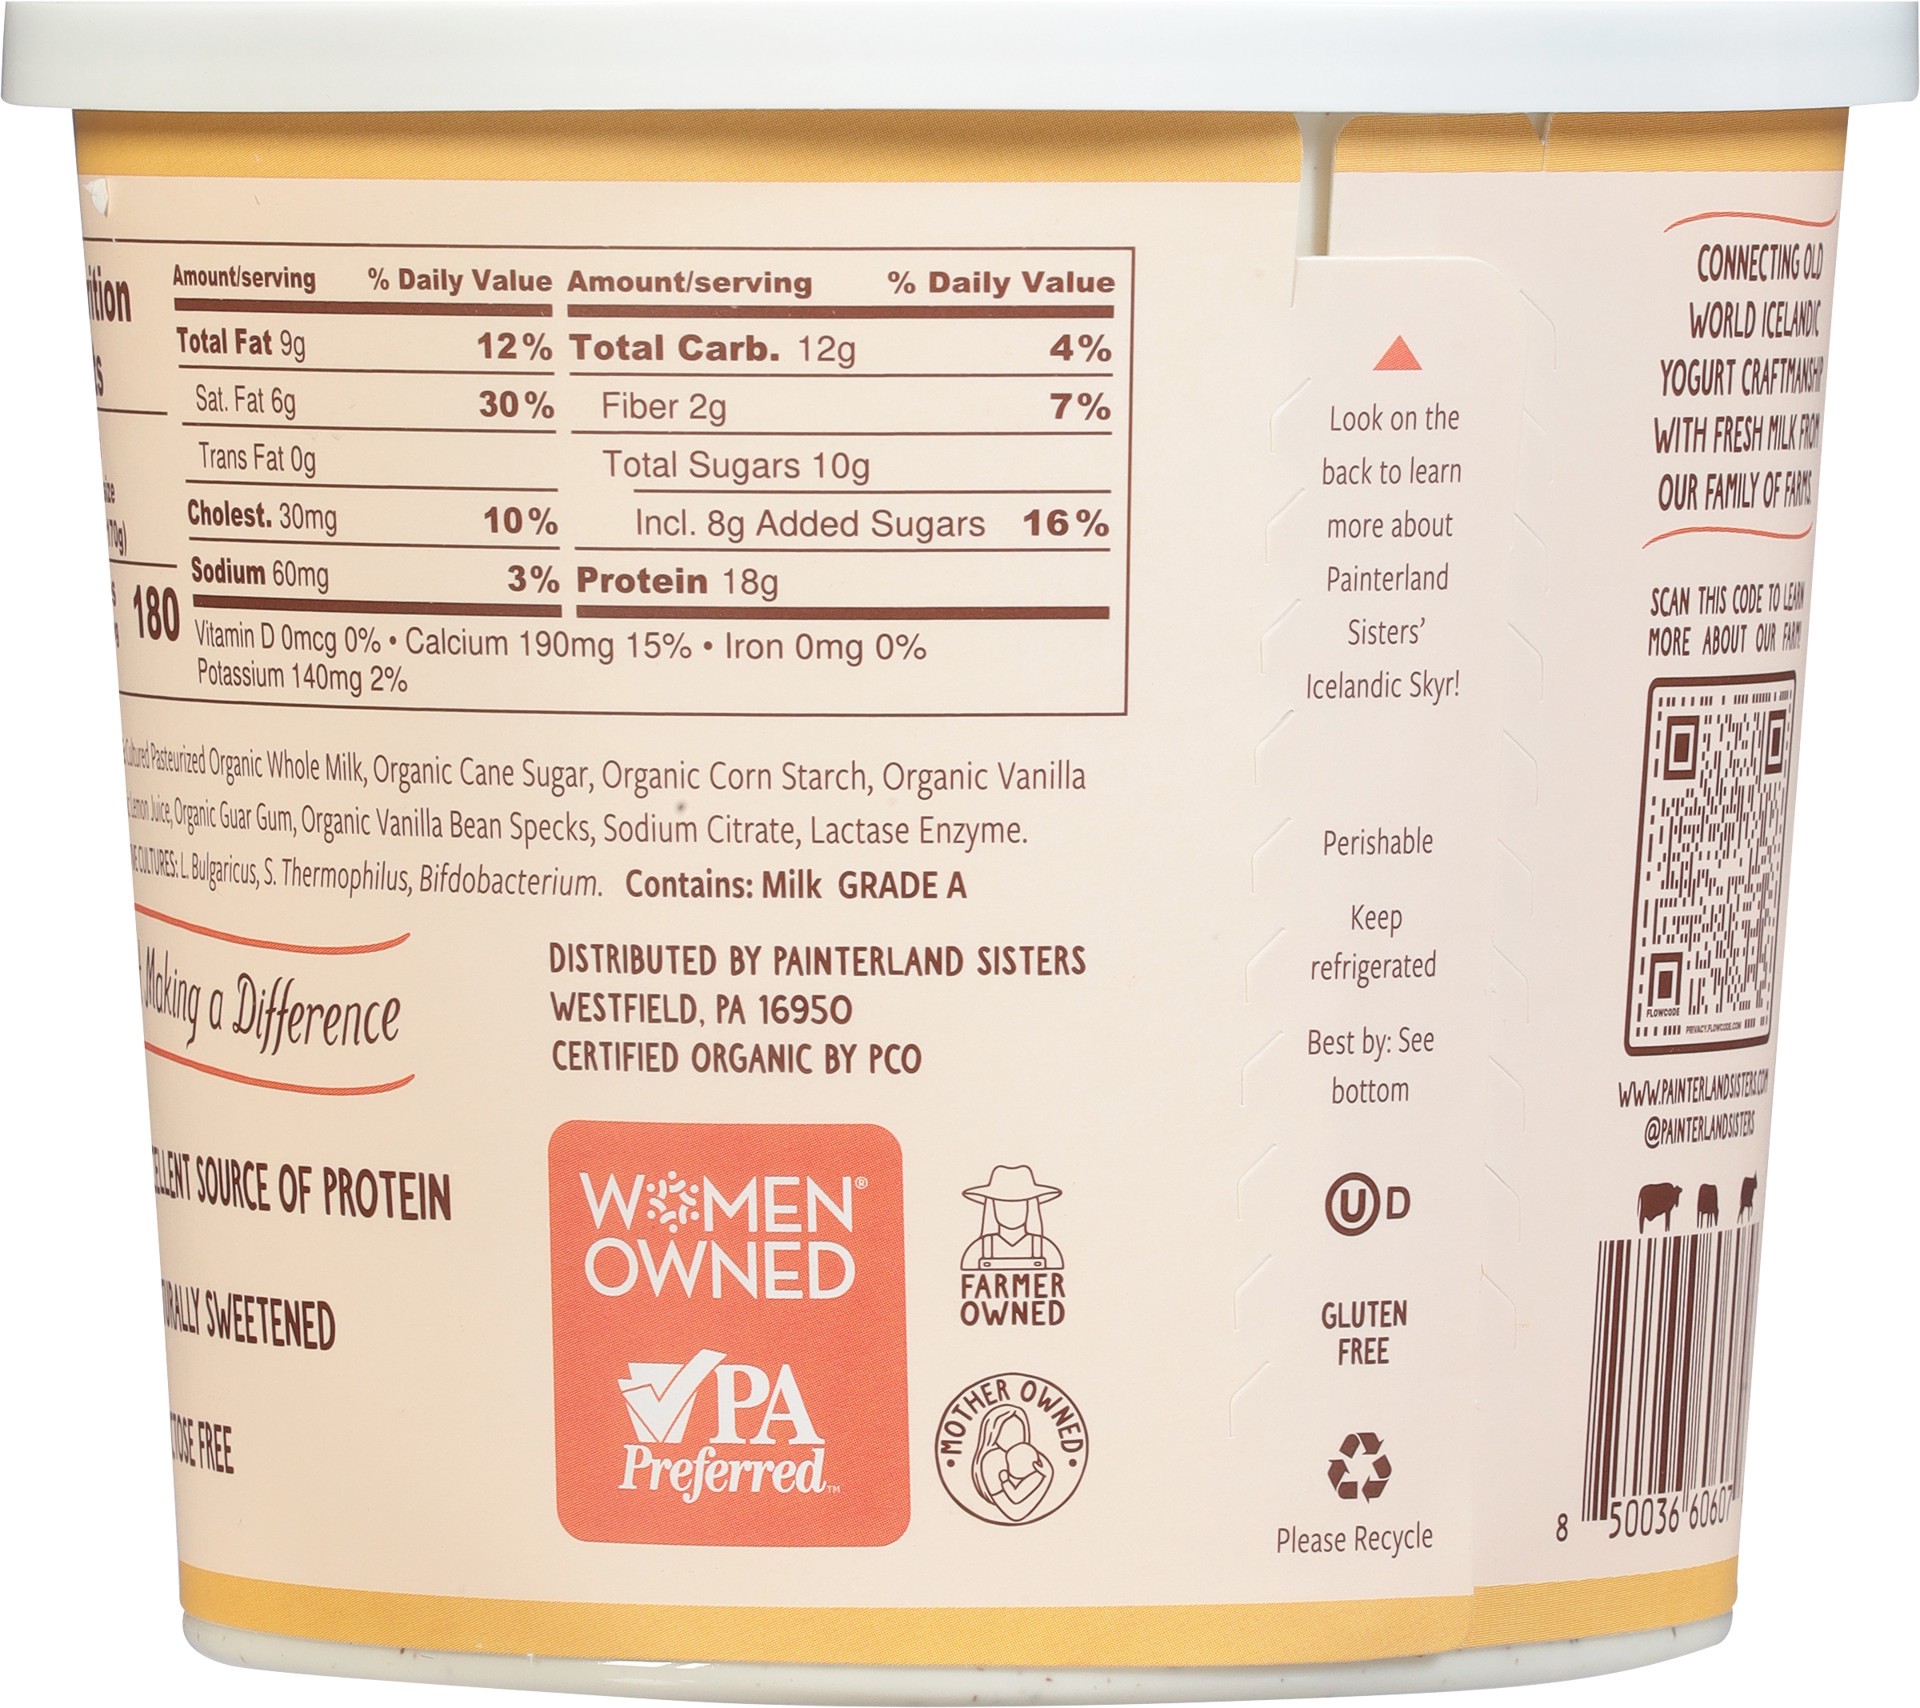 Amount/serving % Daily Value Amount/serving % Daily Value
Total Fat 9g 12% Total Carb. 12g 4%
Sat. Fat 6g 30% Fiber 2g 7%
Trans Fat 0g Total Sugars 10g
Cholest. 30mg 10% Incl. 8g Added Sugars 16%
Sodium 60mg 3% Protein 18g
180
Vitamin D 0mcg 0% • Calcium 190mg 15% • Iron 0mg 0%
Potassium 140mg 2%
Pasteurized Organic Whole Milk, Organic Cane Sugar, Organic Corn Starch, Organic Vanilla
Lemon Juice, Organic Guar Gum, Organic Vanilla Bean Specks, Sodium Citrate, Lactase Enzyme.
CULTURES: L. Bulgaricus, S. Thermophilus, Bifdobacterium. Contains: Milk GRADE A
Making a Difference
SOURCE OF PROTEIN
SWEETENED
FREE
DISTRIBUTED BY PAINTERLAND SISTERS
WESTFIELD, PA 16950
CERTIFIED ORGANIC BY PCO
WOMEN®
OWNED
PA
Preferred™
FARMER
OWNED
• MOTHER OWNED •
Look on the
back to learn
more about
Painterland
Sisters'
Icelandic Skyr!
Perishable
Keep
refrigerated
Best by: See
bottom
U D
GLUTEN
FREE
Please Recycle
CONNECTING OLD
WORLD ICELANDIC
YOGURT CRAFTMANSHIP
WITH FRESH MILK FROM
OUR FAMILY OF FARMS.
SCAN THIS CODE TO LEARN
MORE ABOUT OUR FARM!
FLOWCODE
PRIVACY.FLOWCODE.COM
WWW.PAINTERLANDSISTERS.COM
@PAINTERLANDSISTERS
8 50036 60607